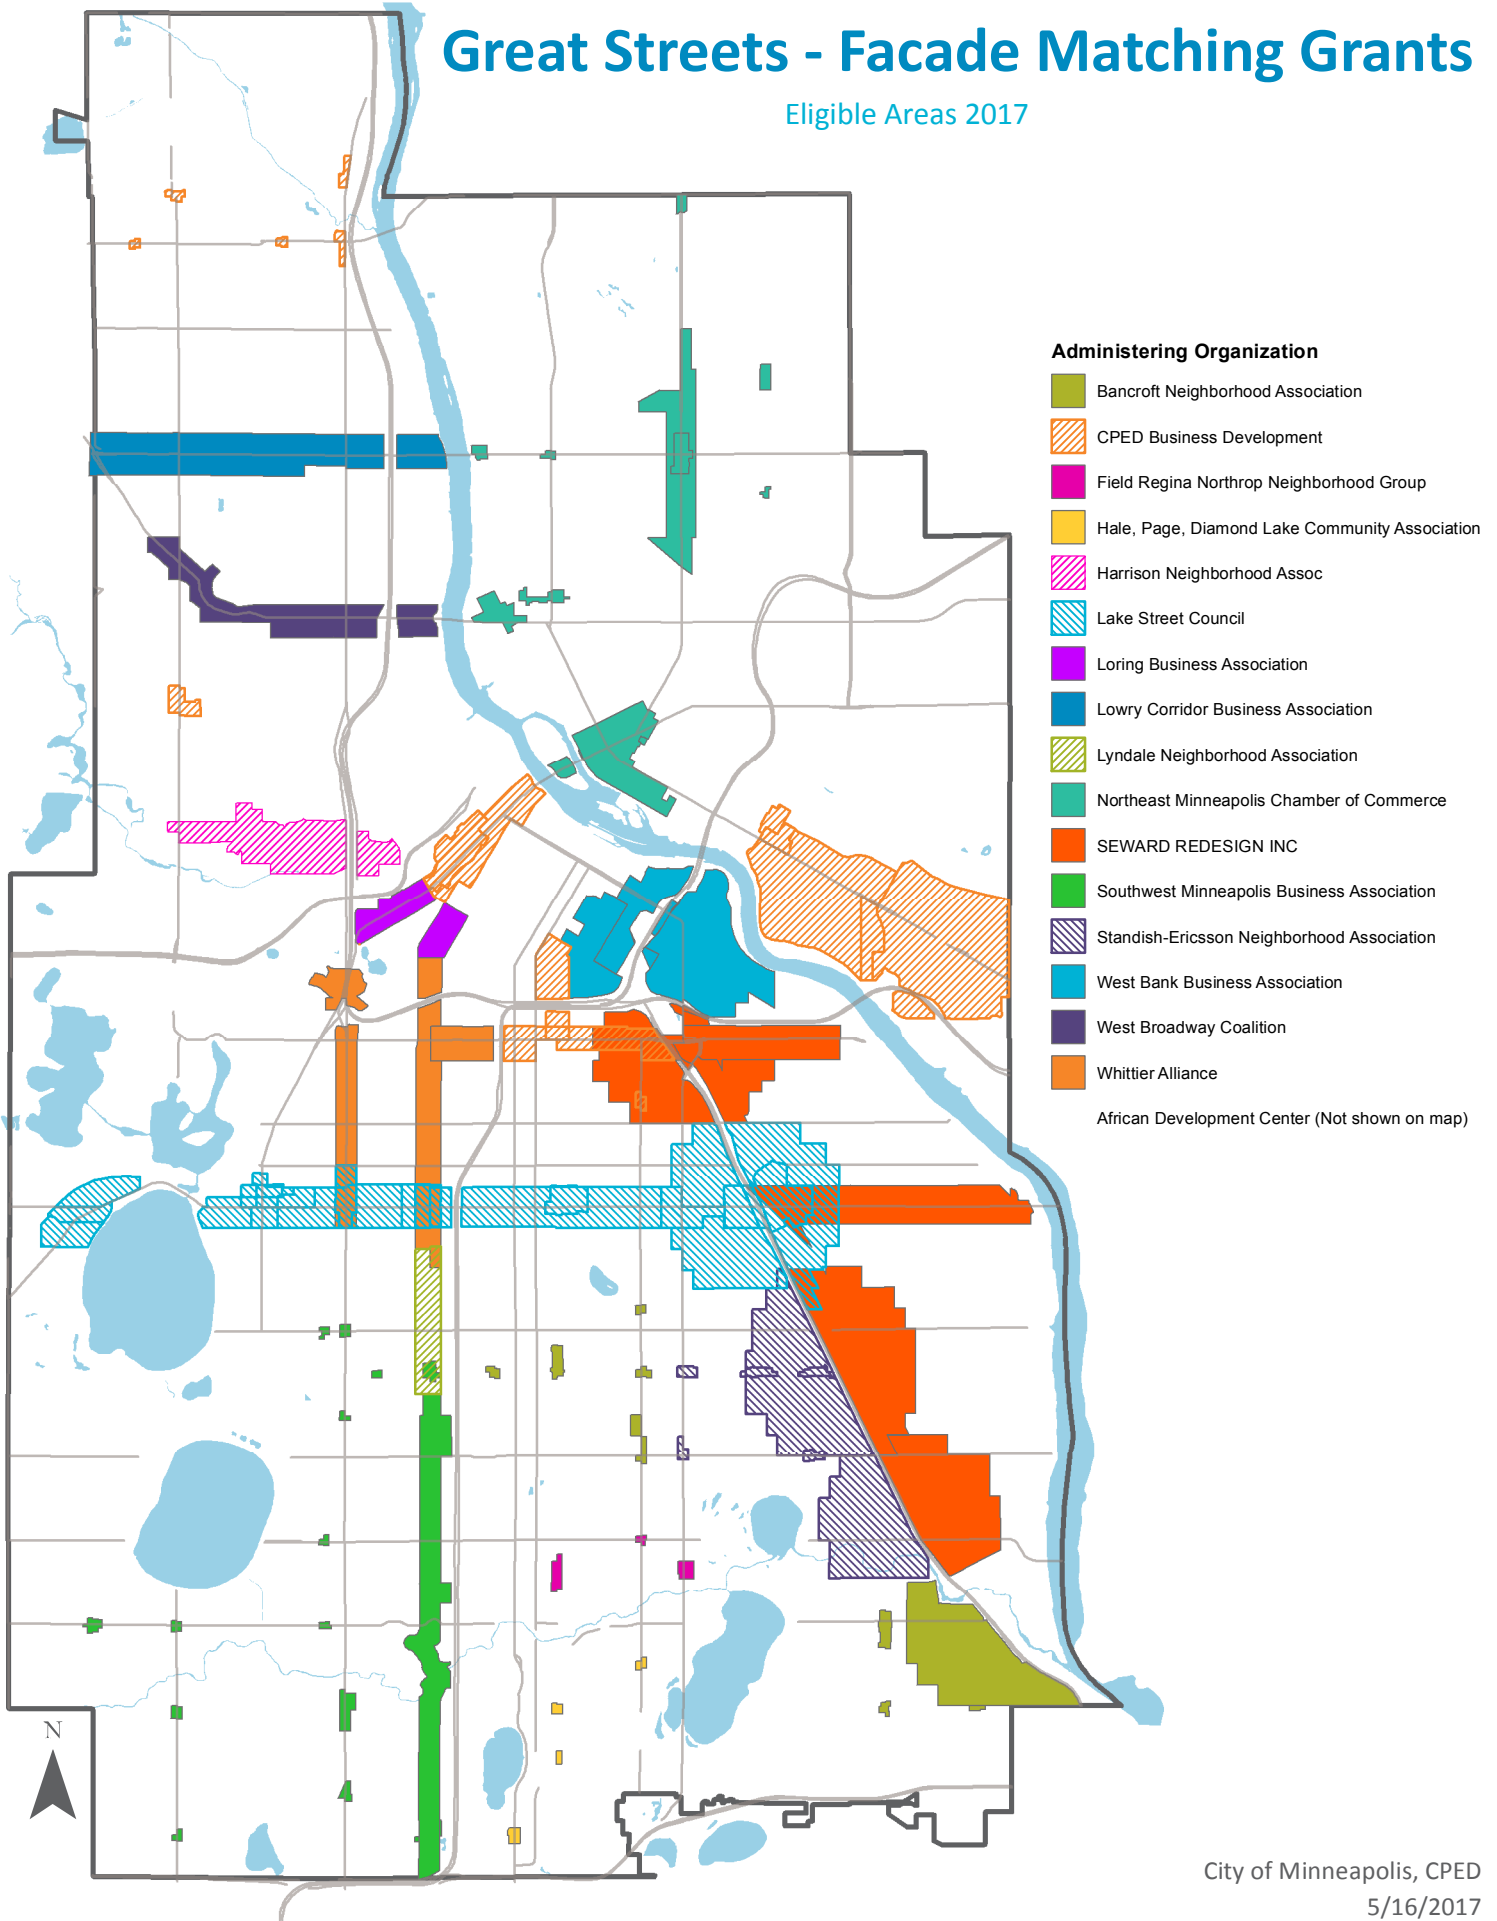 Great Streets - Facade Matching Grants
Eligible Areas 2017
Administering Organization
Bancroft Neighborhood Association
CPED Business Development
Field Regina Northrop Neighborhood Group
Hale, Page, Diamond Lake Community Association
Harrison Neighborhood Assoc
Lake Street Council
Loring Business Association
Lowry Corridor Business Association
Lyndale Neighborhood Association
Northeast Minneapolis Chamber of Commerce
SEWARD REDESIGN INC
Southwest Minneapolis Business Association
Standish-Ericsson Neighborhood Association
West Bank Business Association
West Broadway Coalition
Whittier Alliance
African Development Center (Not shown on map)
N
City of Minneapolis, CPED
5/16/2017